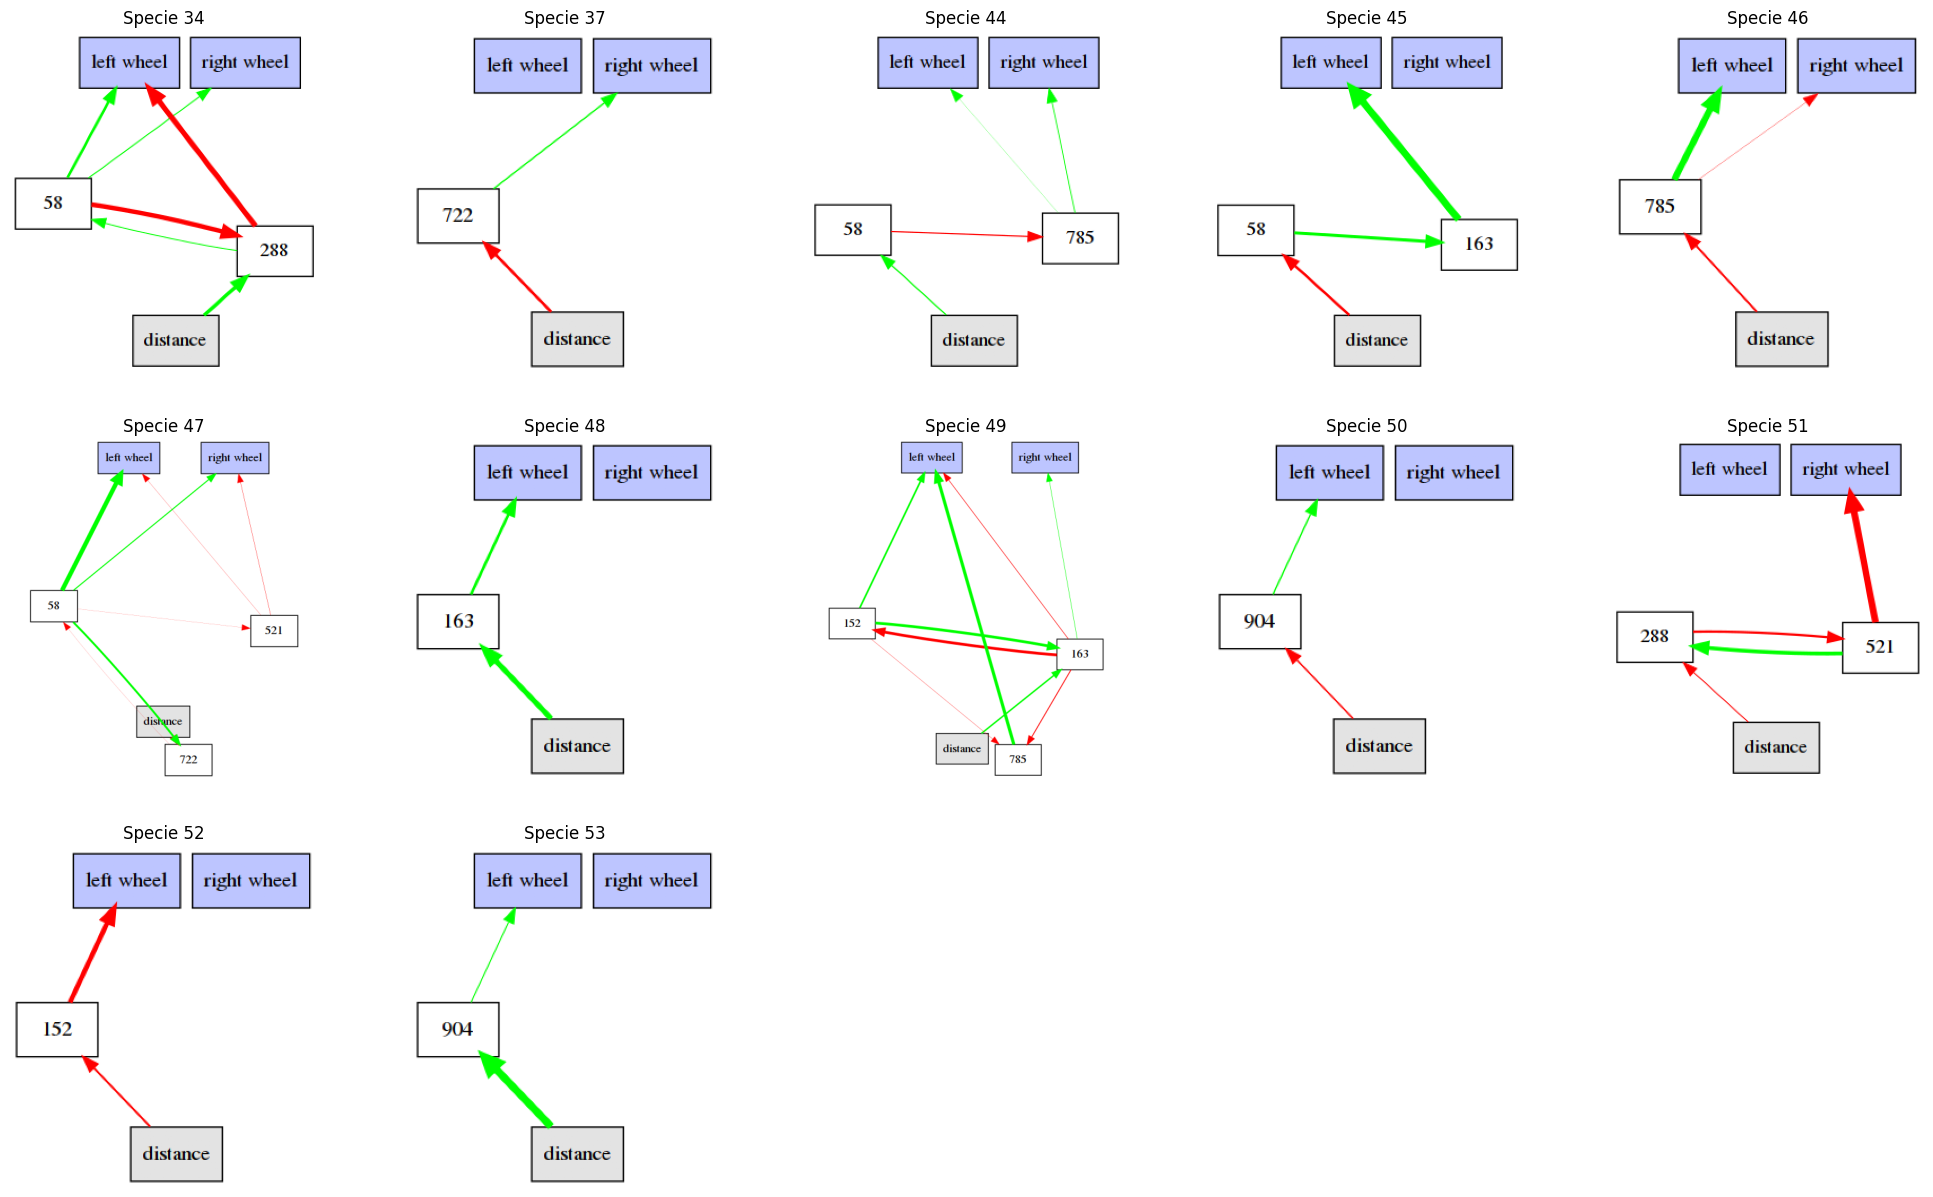 Specie 34
left wheel right wheel
58
288
distance
Specie 37
left wheel right wheel
722
distance
Specie 44
left wheel right wheel
58
785
distance
Specie 45
left wheel right wheel
58
163
distance
Specie 46
left wheel right wheel
785
distance
Specie 47
left wheel right wheel
58
521
distance
722
Specie 48
left wheel right wheel
163
distance
Specie 49
left wheel right wheel
152
163
distance
785
Specie 50
left wheel right wheel
904
distance
Specie 51
left wheel right wheel
288
521
distance
Specie 52
left wheel right wheel
152
distance
Specie 53
left wheel right wheel
904
distance